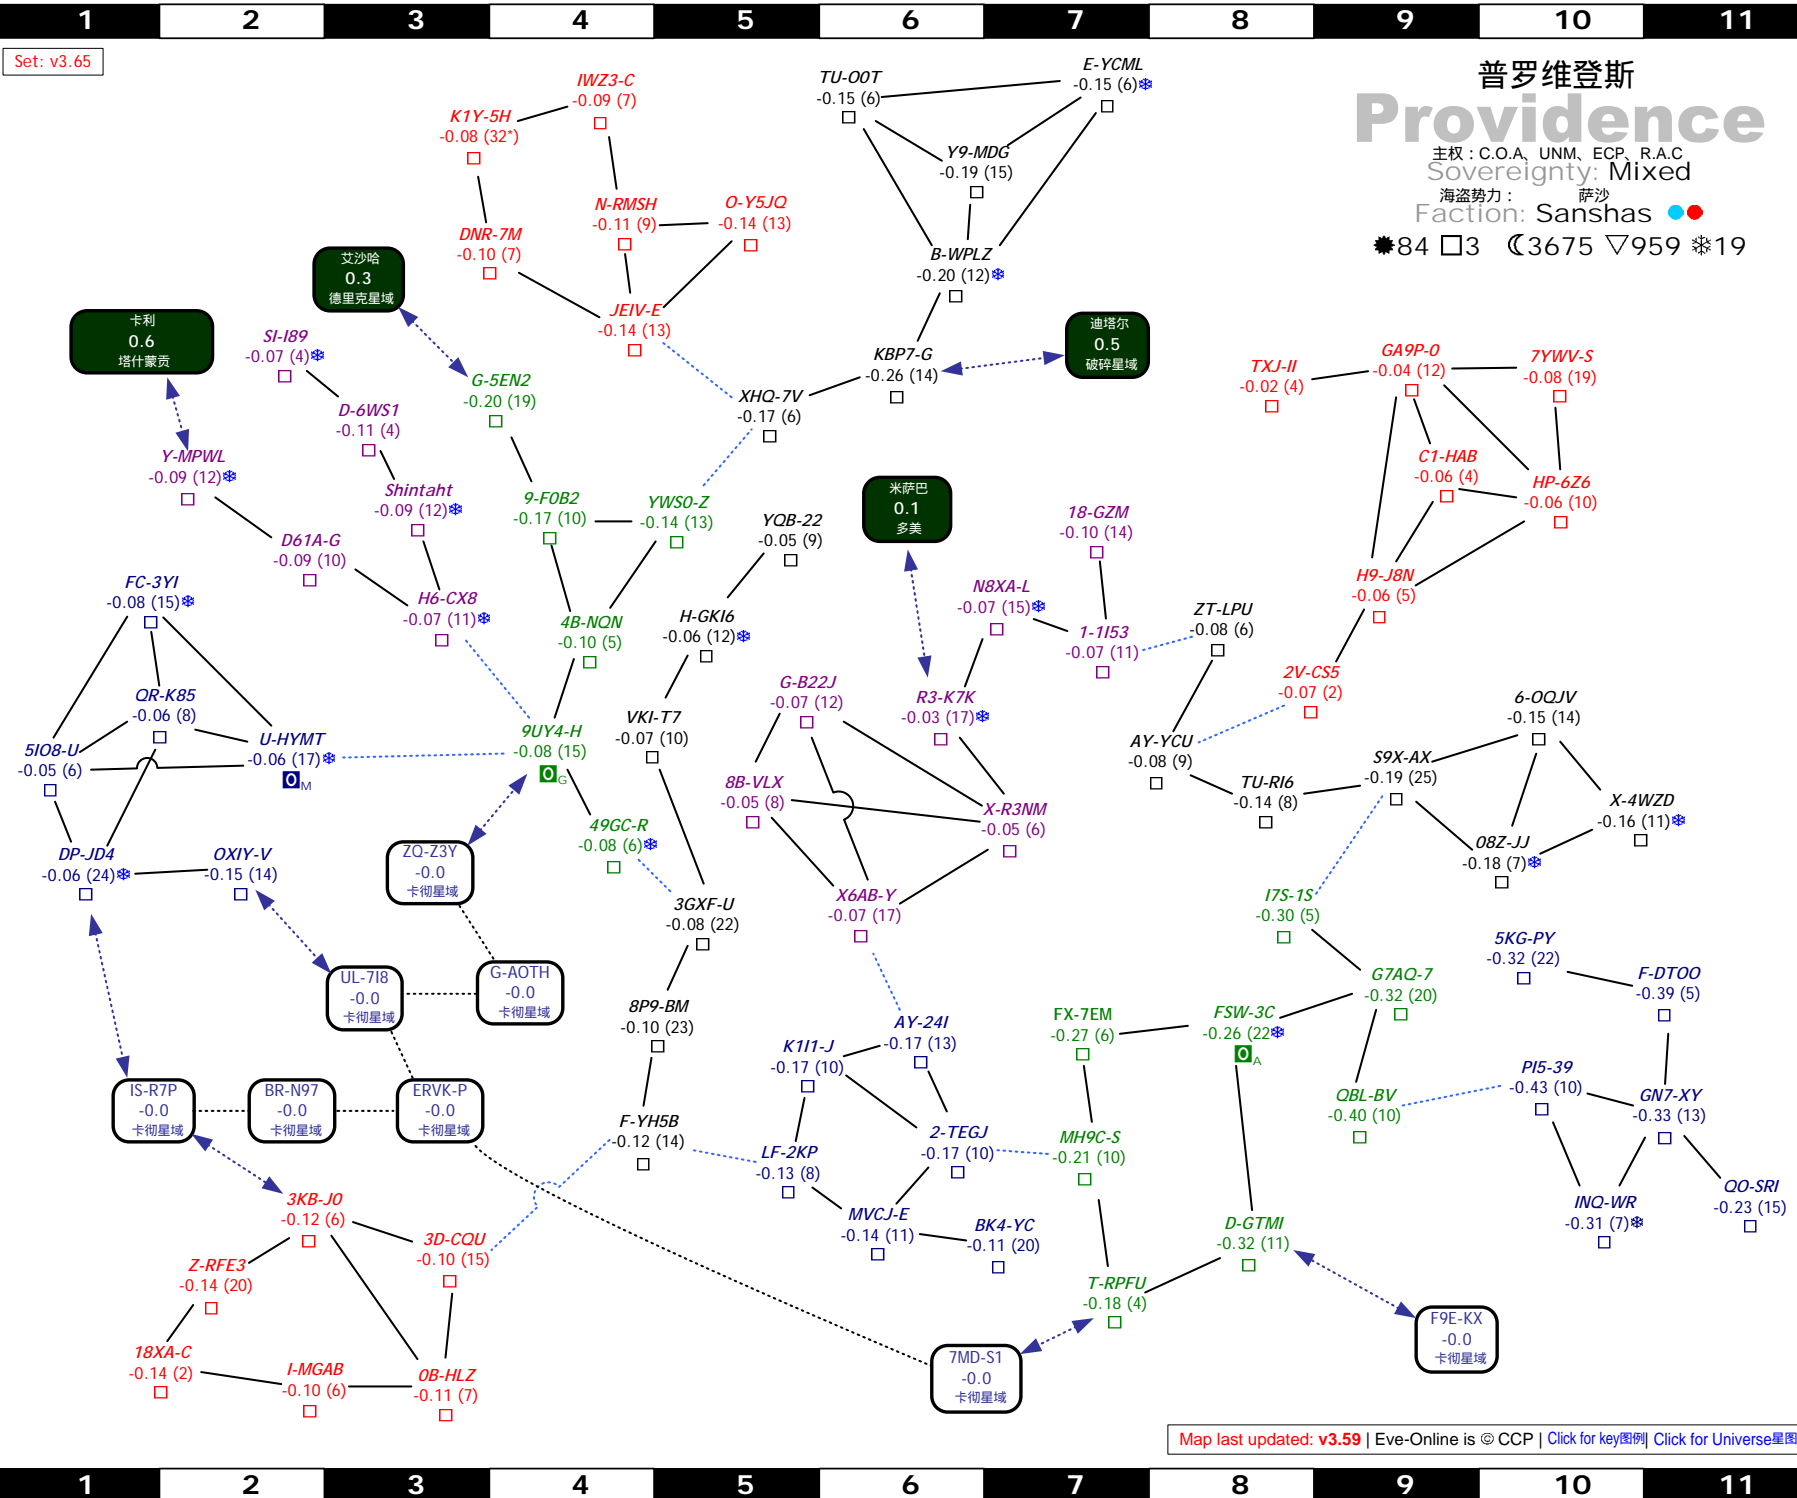 1 2 3 4 5 6 7 8 9 10 11
Set: v3.65
普罗维登斯
Providence
主权：C.O.A、UNM、ECP、R.A.C
Sovereignty: Mixed
海盗势力： 萨沙
Faction: Sanshas
84 3 3675 959 19
IWZ3-C
-0.09 (7)
K1Y-5H
-0.08 (32*)
TU-O0T
-0.15 (6)
E-YCML
-0.15 (6)
Y9-MDG
-0.19 (15)
N-RMSH
-0.11 (9)
O-Y5JQ
-0.14 (13)
DNR-7M
-0.10 (7)
B-WPLZ
-0.20 (12)
艾沙哈
0.3
德里克星域
卡利
0.6
塔什蒙贡
SI-I89
-0.07 (4)
JEIV-E
-0.14 (13)
KBP7-G
-0.26 (14)
迪塔尔
0.5
破碎星域
TXJ-II
-0.02 (4)
GA9P-0
-0.04 (12)
7YWV-S
-0.08 (19)
G-5EN2
-0.20 (19)
XHQ-7V
-0.17 (6)
D-6WS1
-0.11 (4)
Y-MPWL
-0.09 (12)
Shintaht
-0.09 (12)
9-F0B2
-0.17 (10)
YWS0-Z
-0.14 (13)
YQB-22
-0.05 (9)
米萨巴
0.1
多美
18-GZM
-0.10 (14)
C1-HAB
-0.06 (4)
HP-6Z6
-0.06 (10)
D61A-G
-0.09 (10)
FC-3YI
-0.08 (15)
H6-CX8
-0.07 (11)
4B-NQN
-0.10 (5)
H-GKI6
-0.06 (12)
N8XA-L
-0.07 (15)
1-1I53
-0.07 (11)
ZT-LPU
-0.08 (6)
H9-J8N
-0.06 (5)
QR-K85
-0.06 (8)
5IO8-U
-0.05 (6)
U-HYMT
-0.06 (17)
0M
9UY4-H
-0.08 (15)
0G
VKI-T7
-0.07 (10)
G-B22J
-0.07 (12)
R3-K7K
-0.03 (17)
2V-CS5
-0.07 (2)
6-OQJV
-0.15 (14)
AY-YCU
-0.08 (9)
TU-RI6
-0.14 (8)
S9X-AX
-0.19 (25)
X-4WZD
-0.16 (11)
8B-VLX
-0.05 (8)
X-R3NM
-0.05 (6)
49GC-R
-0.08 (6)
08Z-JJ
-0.18 (7)
DP-JD4
-0.06 (24)
OXIY-V
-0.15 (14)
ZQ-Z3Y
-0.0
卡彻星域
3GXF-U
-0.08 (22)
X6AB-Y
-0.07 (17)
I7S-1S
-0.30 (5)
5KG-PY
-0.32 (22)
UL-7I8
-0.0
卡彻星域
G-AOTH
-0.0
卡彻星域
G7AQ-7
-0.32 (20)
F-DTOO
-0.39 (5)
8P9-BM
-0.10 (23)
K1I1-J
-0.17 (10)
AY-24I
-0.17 (13)
FX-7EM
-0.27 (6)
FSW-3C
-0.26 (22
0A
IS-R7P
-0.0
卡彻星域
BR-N97
-0.0
卡彻星域
ERVK-P
-0.0
卡彻星域
PI5-39
-0.43 (10)
QBL-BV
-0.40 (10)
GN7-XY
-0.33 (13)
F-YH5B
-0.12 (14)
LF-2KP
-0.13 (8)
2-TEGJ
-0.17 (10)
MH9C-S
-0.21 (10)
3KB-J0
-0.12 (6)
3D-CQU
-0.10 (15)
MVCJ-E
-0.14 (11)
BK4-YC
-0.11 (20)
D-GTMI
-0.32 (11)
INQ-WR
-0.31 (7)
QO-SRI
-0.23 (15)
Z-RFE3
-0.14 (20)
T-RPFU
-0.18 (4)
18XA-C
-0.14 (2)
I-MGAB
-0.10 (6)
0B-HLZ
-0.11 (7)
7MD-S1
-0.0
卡彻星域
F9E-KX
-0.0
卡彻星域
Map last updated: v3.59 | Eve-Online is © CCP | Click for key图例| Click for Universe星图
1 2 3 4 5 6 7 8 9 10 11